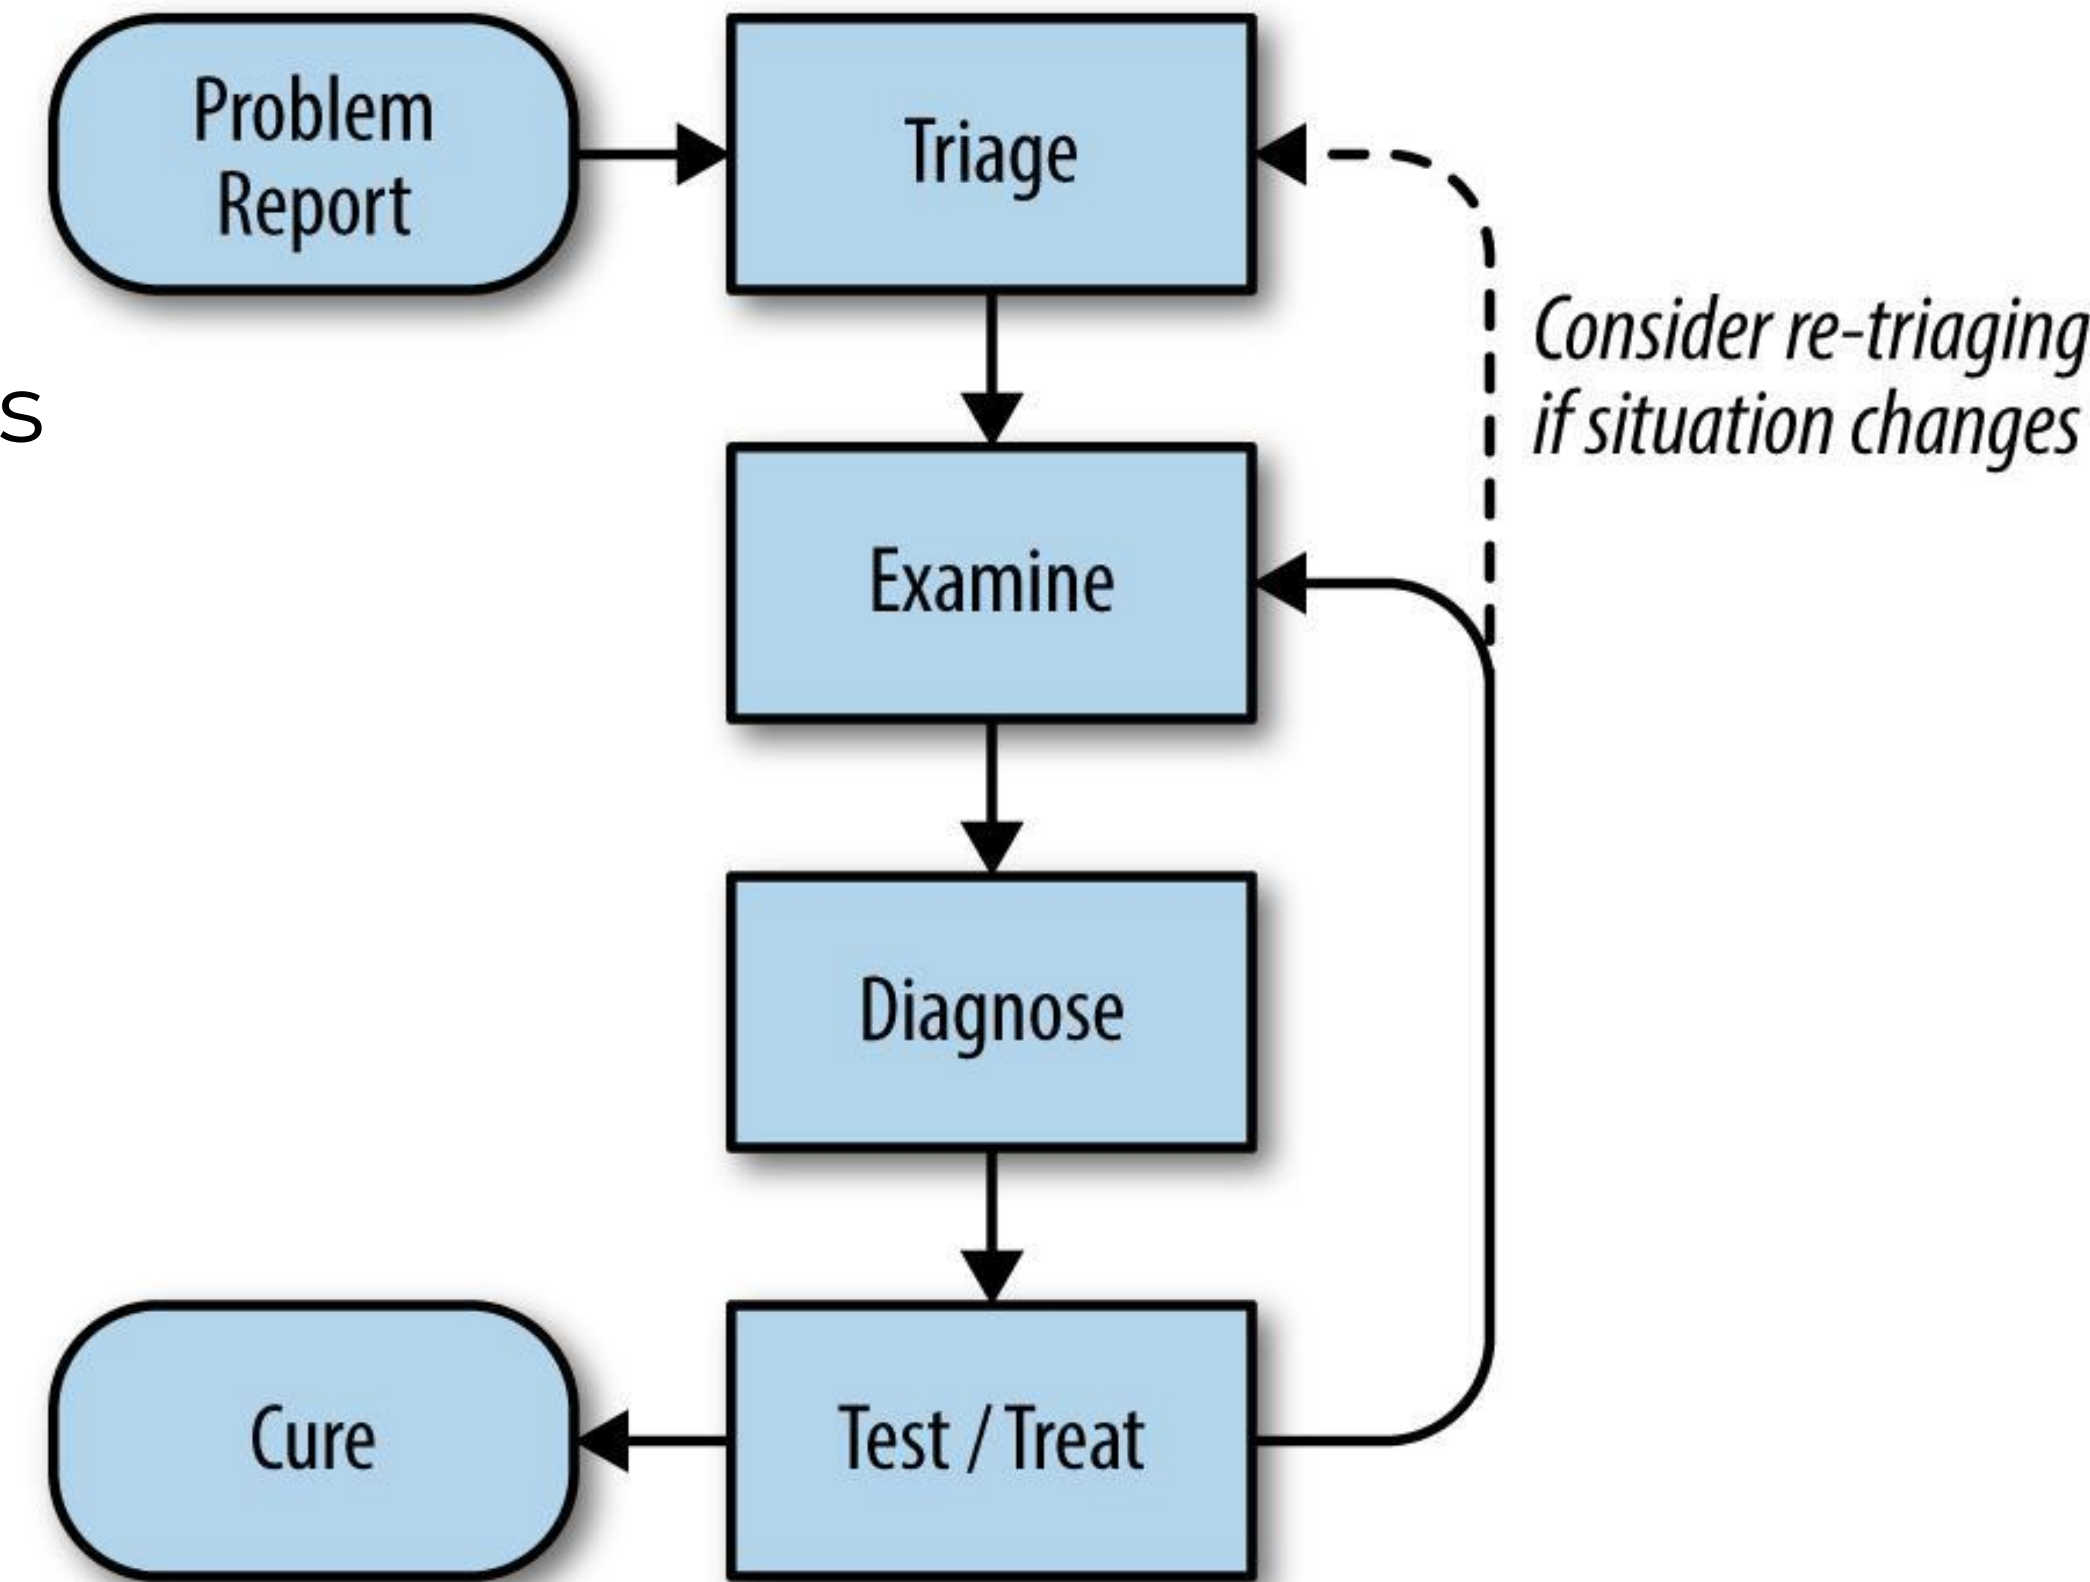 Problem
Report
Triage
Consider re-triaging
if situation changes
s
Examine
Diagnose
Cure
Test / Treat